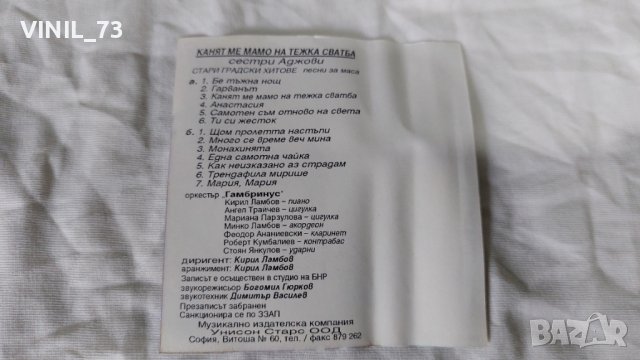 VINIL_73
КАНЯТ МЕ МАМО НА ТЕЖКА СВАТБА
сестри Аджови
СТАРИ ГРАДСКИ ХИТОВЕ песни за маса
а. 1. Бе тъжна нощ
2. Гарванът
3. Канят ме мамо на тежка сватба
4. Анастасия
5. Самотен съм отново на света
6. Ти си жесток
б. 1. Щом пролетта настъпи
2. Много се време веч мина
3. Монахинята
4. Една самотна чайка
5. Как неизказано аз страдам
6. Трендафила мирише
7. Мария, Мария
оркестър „Гамбринус"
Кирил Ламбов – пиано
Ангел Трайчев – цигулка
Мариана Парзулова – цигулка
Минко Ламбов – акордеон
Феодор Ананиевски – кларинет
Роберт Кумбалиев – контрабас
Стоян Янкулов – ударни
диригент: Кирил Ламбов
аранжимент: Кирил Ламбов
Записът е осъществен в студио на БНР
звукорежисьор Богомил Гюрков
звукотехник Димитър Василев
Презаписът забранен
Санкционира се по ЗЗАП
Музикално издателска компания
Унисон Старс ООД
София, Витоша № 60, тел. / факс 879 262
BAZAR.bg